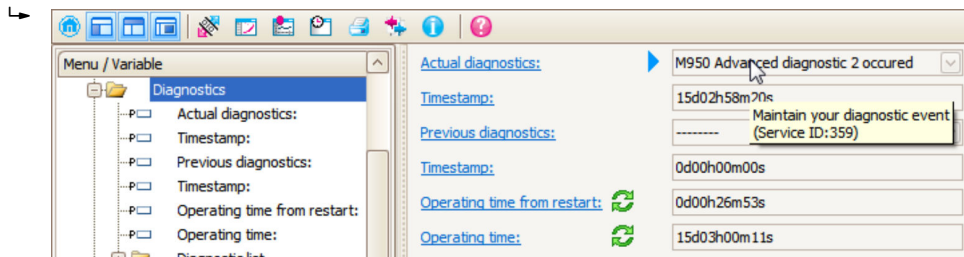 Menu / Variable
Diagnostics
Actual diagnostics:
Timestamp:
Previous diagnostics:
Timestamp:
Operating time from restart:
Operating time:
Actual diagnostics:
M950 Advanced diagnostic 2 occured
Timestamp:
15d02h58m20s
Maintain your diagnostic event
(Service ID:359)
Previous diagnostics:
--------
Timestamp:
0d00h00m00s
Operating time from restart:
0d00h26m53s
Operating time:
15d03h00m11s